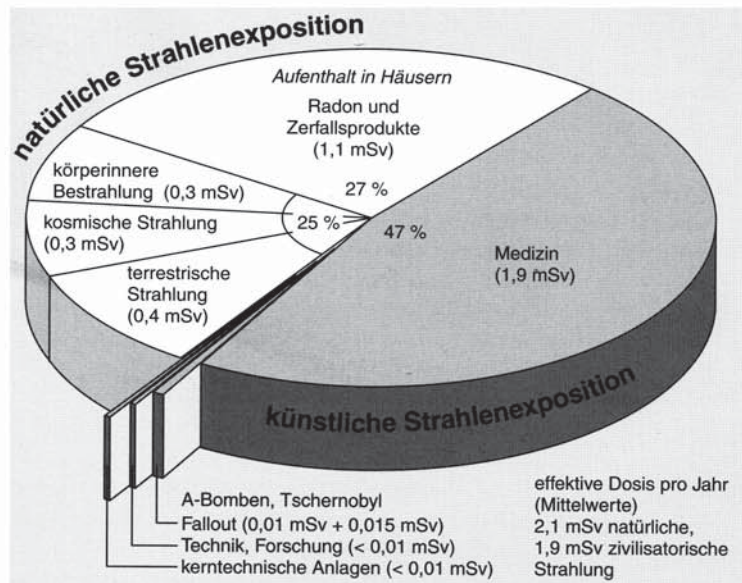 natürliche Strahlenexposition
Aufenthalt in Häusern
Radon und
Zerfallsprodukte
(1,1 mSv)
27 %
körperinnere
Bestrahlung (0,3 mSv)
kosmische Strahlung
(0,3 mSv)
25 %
terrestrische
Strahlung
(0,4 mSv)
47 %
Medizin
(1,9 mSv)
künstliche Strahlenexposition
A-Bomben, Tschernobyl
Fallout (0,01 mSv + 0,015 mSv)
Technik, Forschung (< 0,01 mSv)
kerntechnische Anlagen (< 0,01 mSv)
effektive Dosis pro Jahr
(Mittelwerte)
2,1 mSv natürliche,
1,9 mSv zivilisatorische
Strahlung